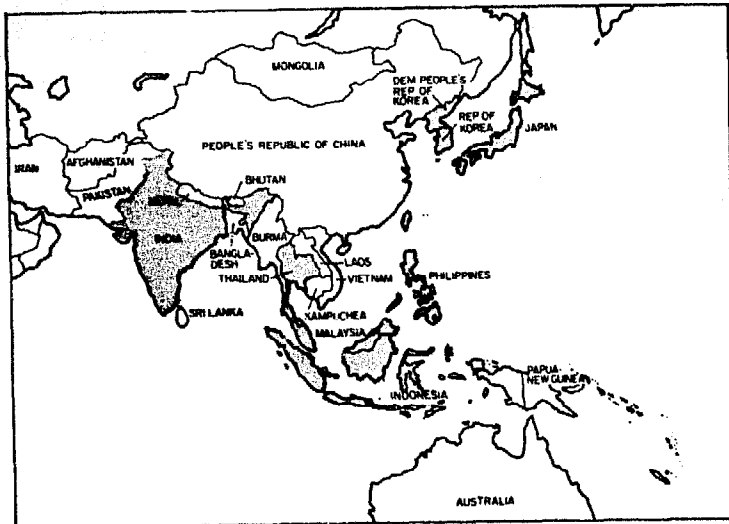 MONGOLIA
DEM PEOPLE'S
REP OF
KOREA
REP OF
KOREA
JAPAN
PEOPLE'S REPUBLIC OF CHINA
IRAN
AFGHANISTAN
PAKISTAN
NEPAL
BHUTAN
INDIA
BANGLA-
DESH
BURMA
LAOS
THAILAND
VIETNAM
PHILIPPINES
SRI LANKA
KAMPUCHEA
MALAYSIA
INDONESIA
PAPUA
NEW GUINEA
AUSTRALIA